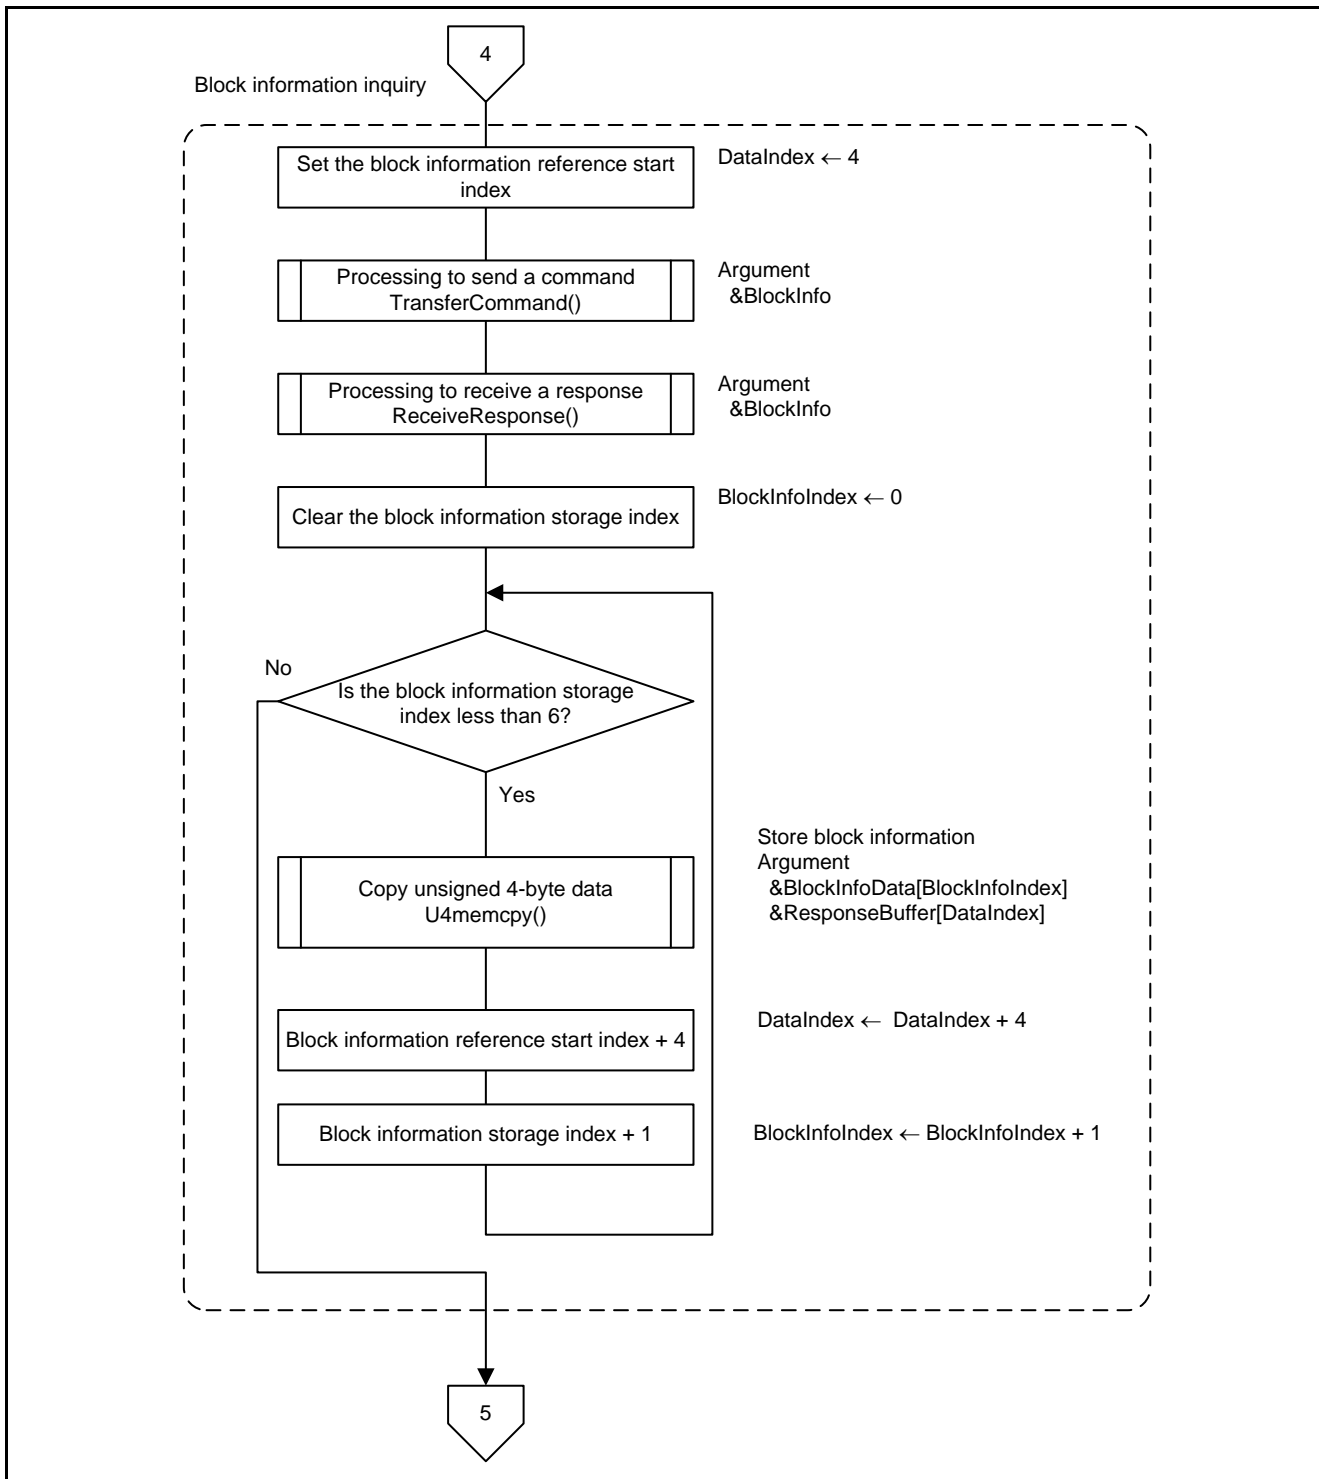 4
Block information inquiry
Set the block information reference start
index
DataIndex ← 4
Processing to send a command
TransferCommand()
Argument
&BlockInfo
Processing to receive a response
ReceiveResponse()
Argument
&BlockInfo
Clear the block information storage index
BlockInfoIndex ← 0
No
Is the block information storage
index less than 6?
Yes
Copy unsigned 4-byte data
U4memcpy()
Store block information
Argument
&BlockInfoData[BlockInfoIndex]
&ResponseBuffer[DataIndex]
Block information reference start index + 4
DataIndex ← DataIndex + 4
Block information storage index + 1
BlockInfoIndex ← BlockInfoIndex + 1
5